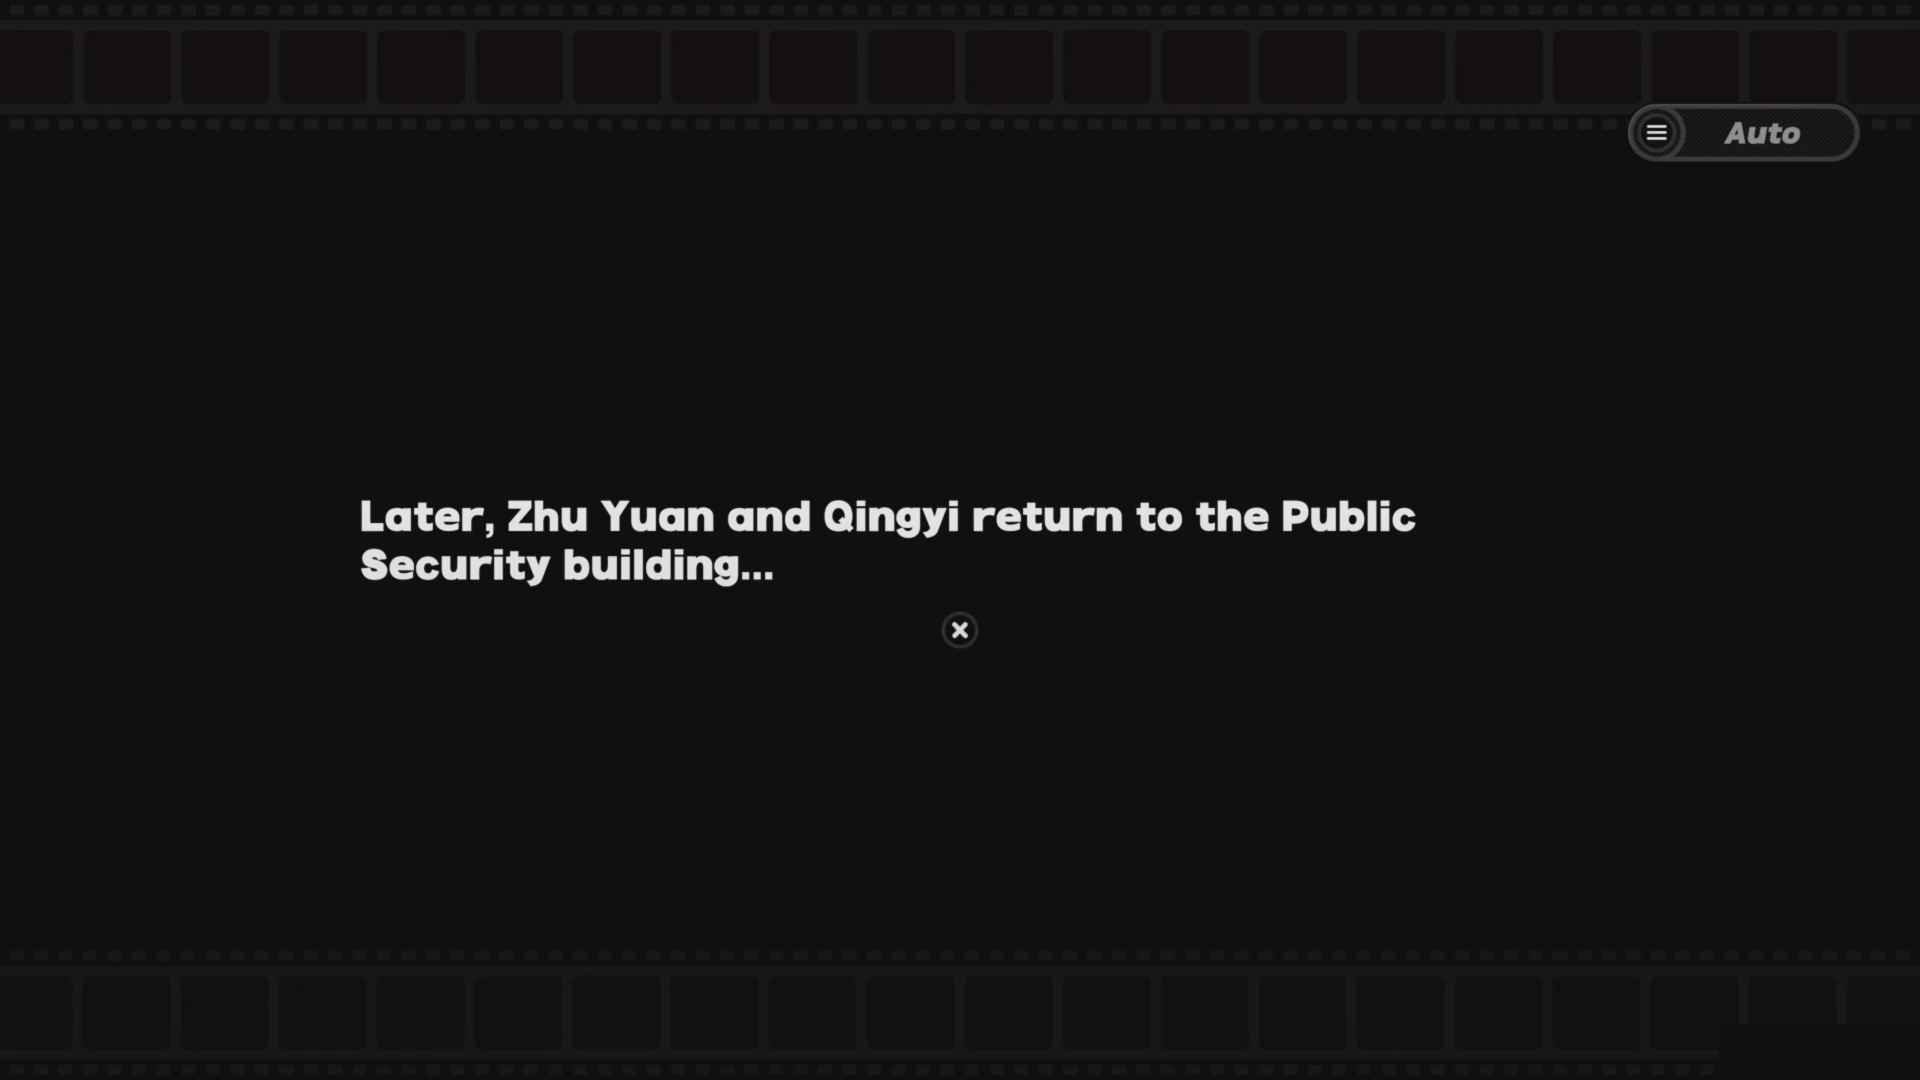 Auto
Later, Zhu Yuan and Qingyi return to the Public
Security building...